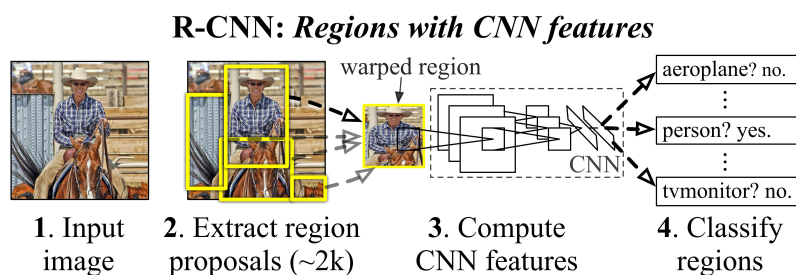 R-CNN: Regions with CNN features
warped region
aeroplane? no.
person? yes.
tvmonitor? no.
CNN
1. Input image
2. Extract region proposals (~2k)
3. Compute CNN features
4. Classify regions